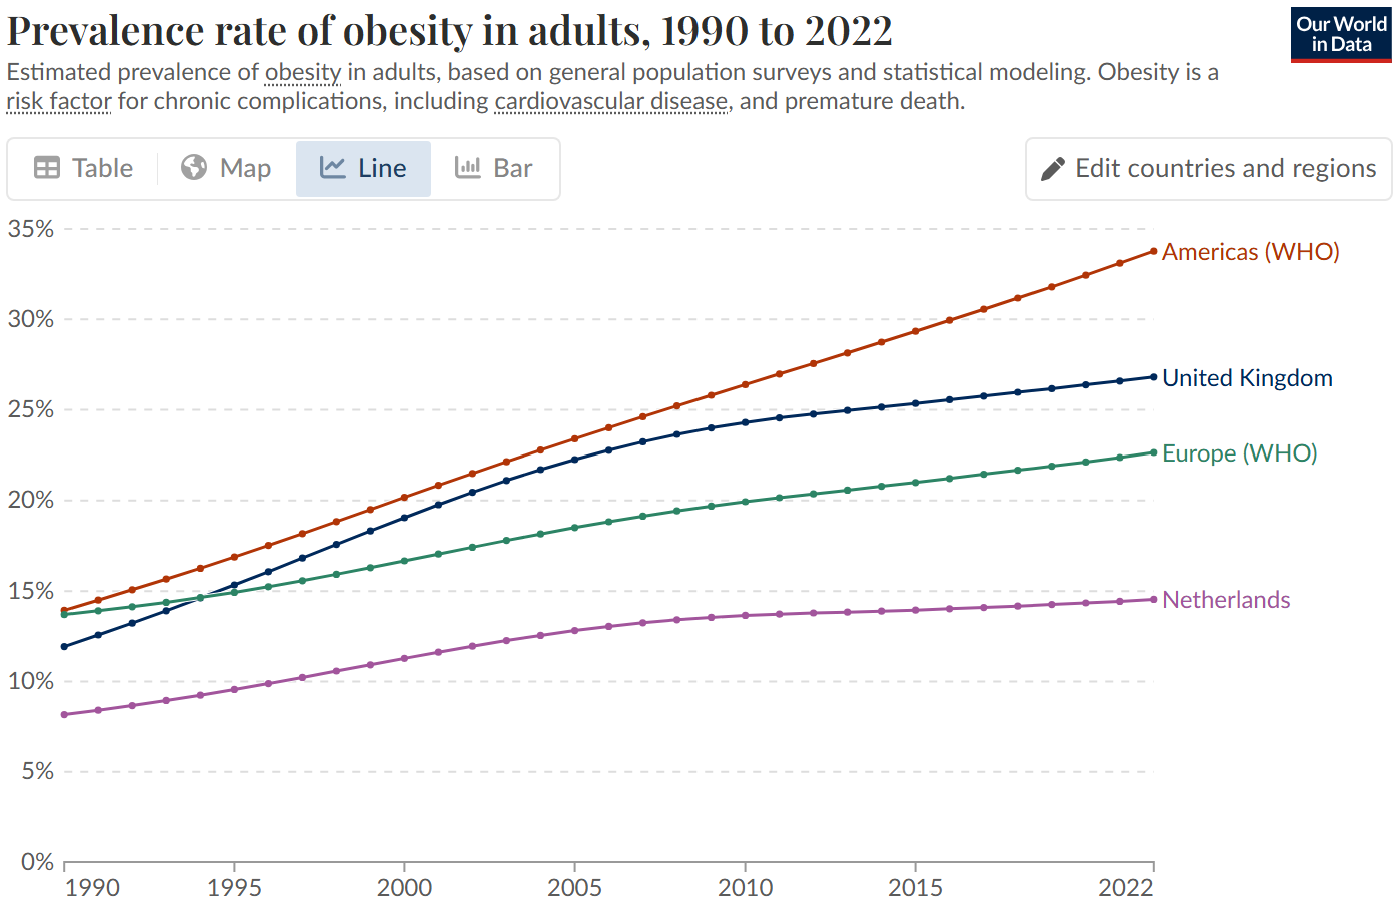 Prevalence rate of obesity in adults, 1990 to 2022
Our World
in Data
Estimated prevalence of obesity in adults, based on general population surveys and statistical modeling. Obesity is a
risk factor for chronic complications, including cardiovascular disease, and premature death.
Table
Map
Line
Bar
Edit countries and regions
35%
30%
25%
20%
15%
10%
5%
0%
Americas (WHO)
United Kingdom
Europe (WHO)
Netherlands
1990
1995
2000
2005
2010
2015
2022